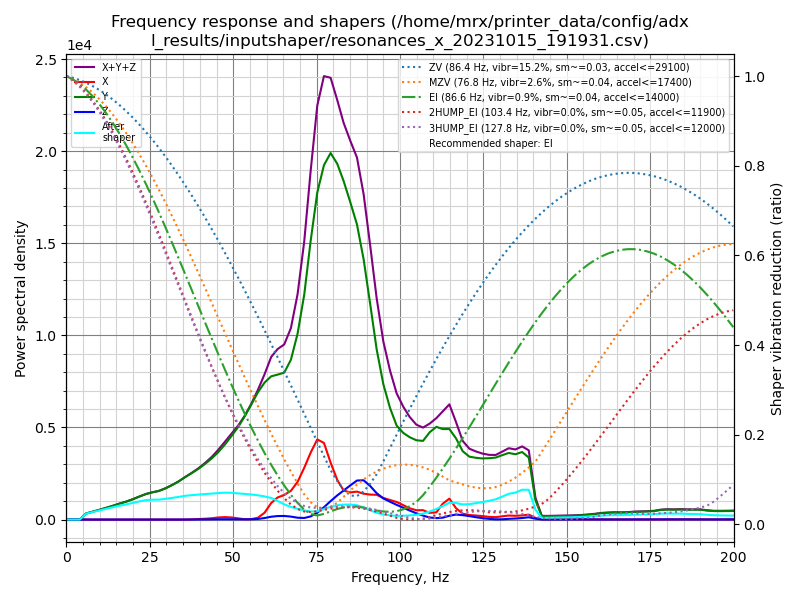 Frequency response and shapers (/home/mrx/printer_data/config/adx
l_results/inputshaper/resonances_x_20231015_191931.csv)
1e4
2.5
2.0
1.5
1.0
0.5
0.0
Power spectral density
X+Y+Z
X
Y
Z
After
shaper
ZV (86.4 Hz, vibr=15.2%, sm~=0.03, accel<=29100)
MZV (76.8 Hz, vibr=2.6%, sm~=0.04, accel<=17400)
EI (86.6 Hz, vibr=0.9%, sm~=0.04, accel<=14000)
2HUMP_EI (103.4 Hz, vibr=0.0%, sm~=0.05, accel<=11900)
3HUMP_EI (127.8 Hz, vibr=0.0%, sm~=0.05, accel<=12000)
Recommended shaper: EI
1.0
0.8
0.6
0.4
0.2
0.0
Shaper vibration reduction (ratio)
0 25 50 75 100 125 150 175 200
Frequency, Hz